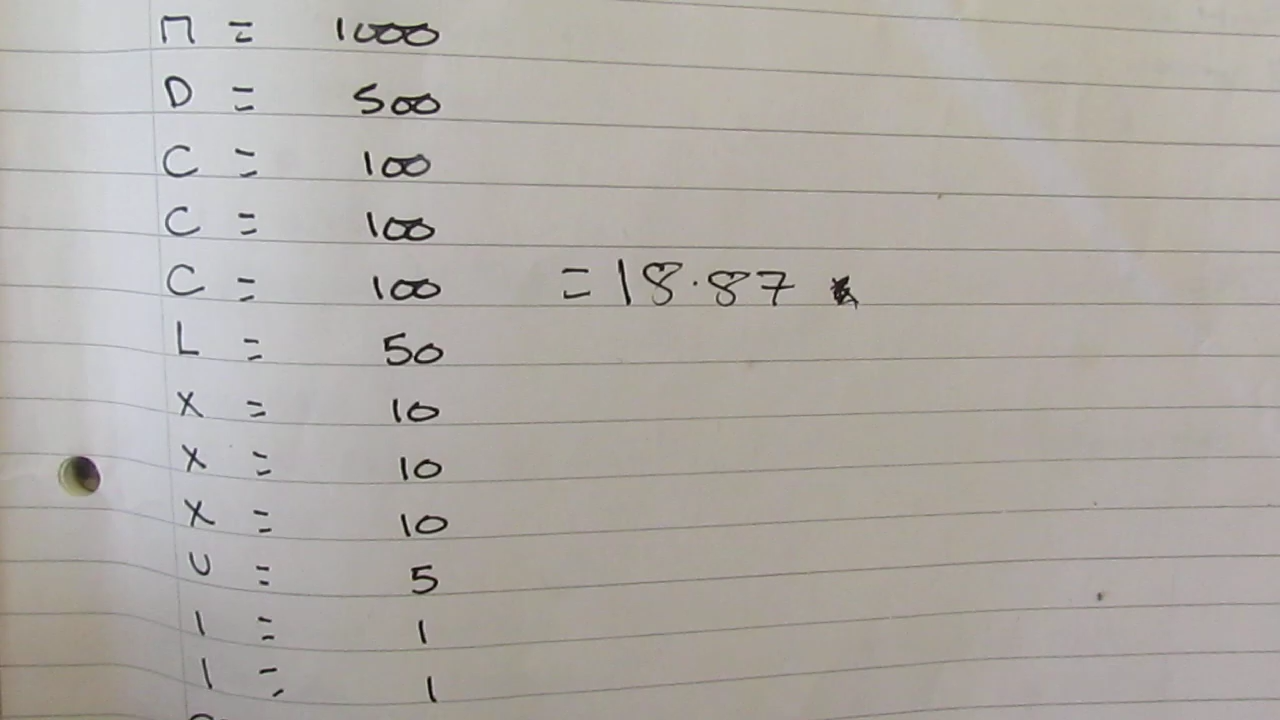 M = 1000
D = 500
C = 100
C = 100
C = 100 = 18.87
L = 50
X = 10
X = 10
X = 10
U = 5
I = 1
I = 1